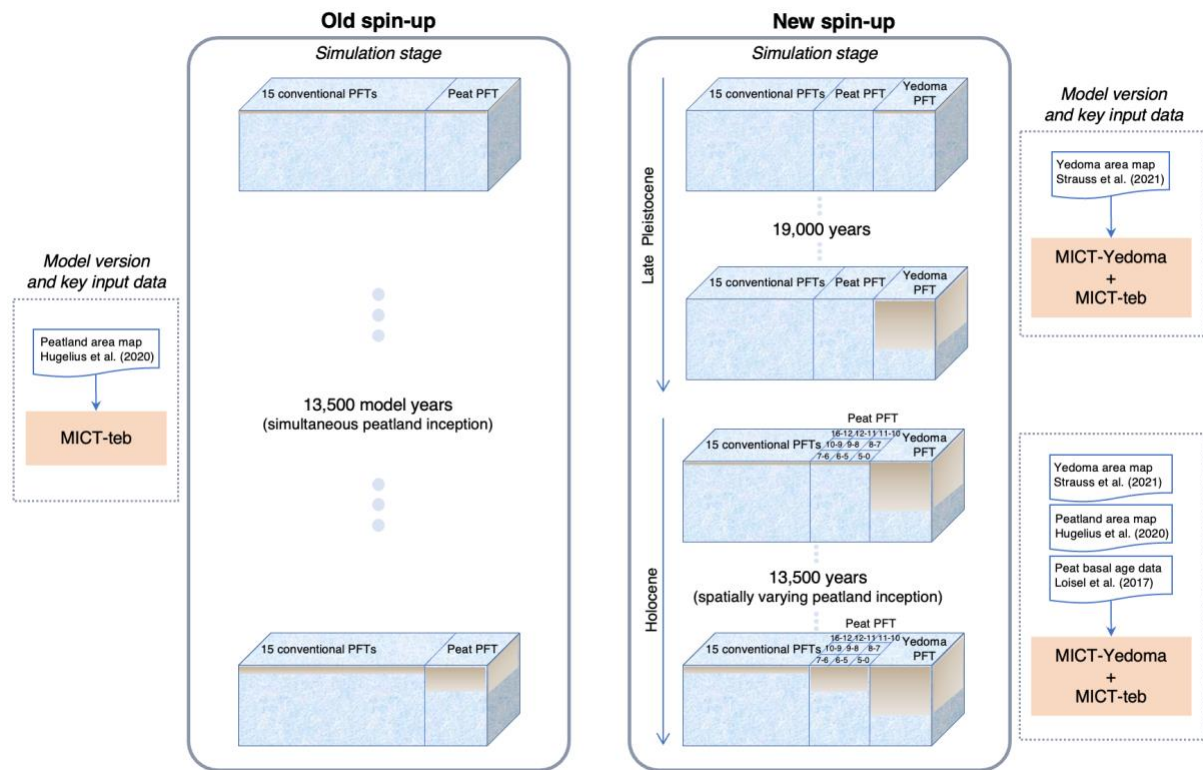 Old spin-up
Simulation stage
15 conventional PFTs
Peat PFT
Model version
and key input data
Peatland area map
Hugelius et al. (2020)
MICT-teb
13,500 model years
(simultaneous peatland inception)
15 conventional PFTs
Peat PFT
New spin-up
Simulation stage
Late Pleistocene
15 conventional PFTs
Peat PFT
Yedoma
PFT
19,000 years
15 conventional PFTs
Peat PFT
Yedoma
PFT
Holocene
Peat PFT
15 conventional PFTs
16-12 12-11 11-10
10-9 9-8 8-7
7-6 6-5 5-0
Yedoma
PFT
13,500 years
(spatially varying peatland inception)
Peat PFT
15 conventional PFTs
16-12 12-11 11-10
10-9 9-8 8-7
7-6 6-5 5-0
Yedoma
PFT
Model version
and key input data
Yedoma area map
Strauss et al. (2021)
MICT-Yedoma
+
MICT-teb
Yedoma area map
Strauss et al. (2021)
Peatland area map
Hugelius et al. (2020)
Peat basal age data
Loisel et al. (2017)
MICT-Yedoma
+
MICT-teb